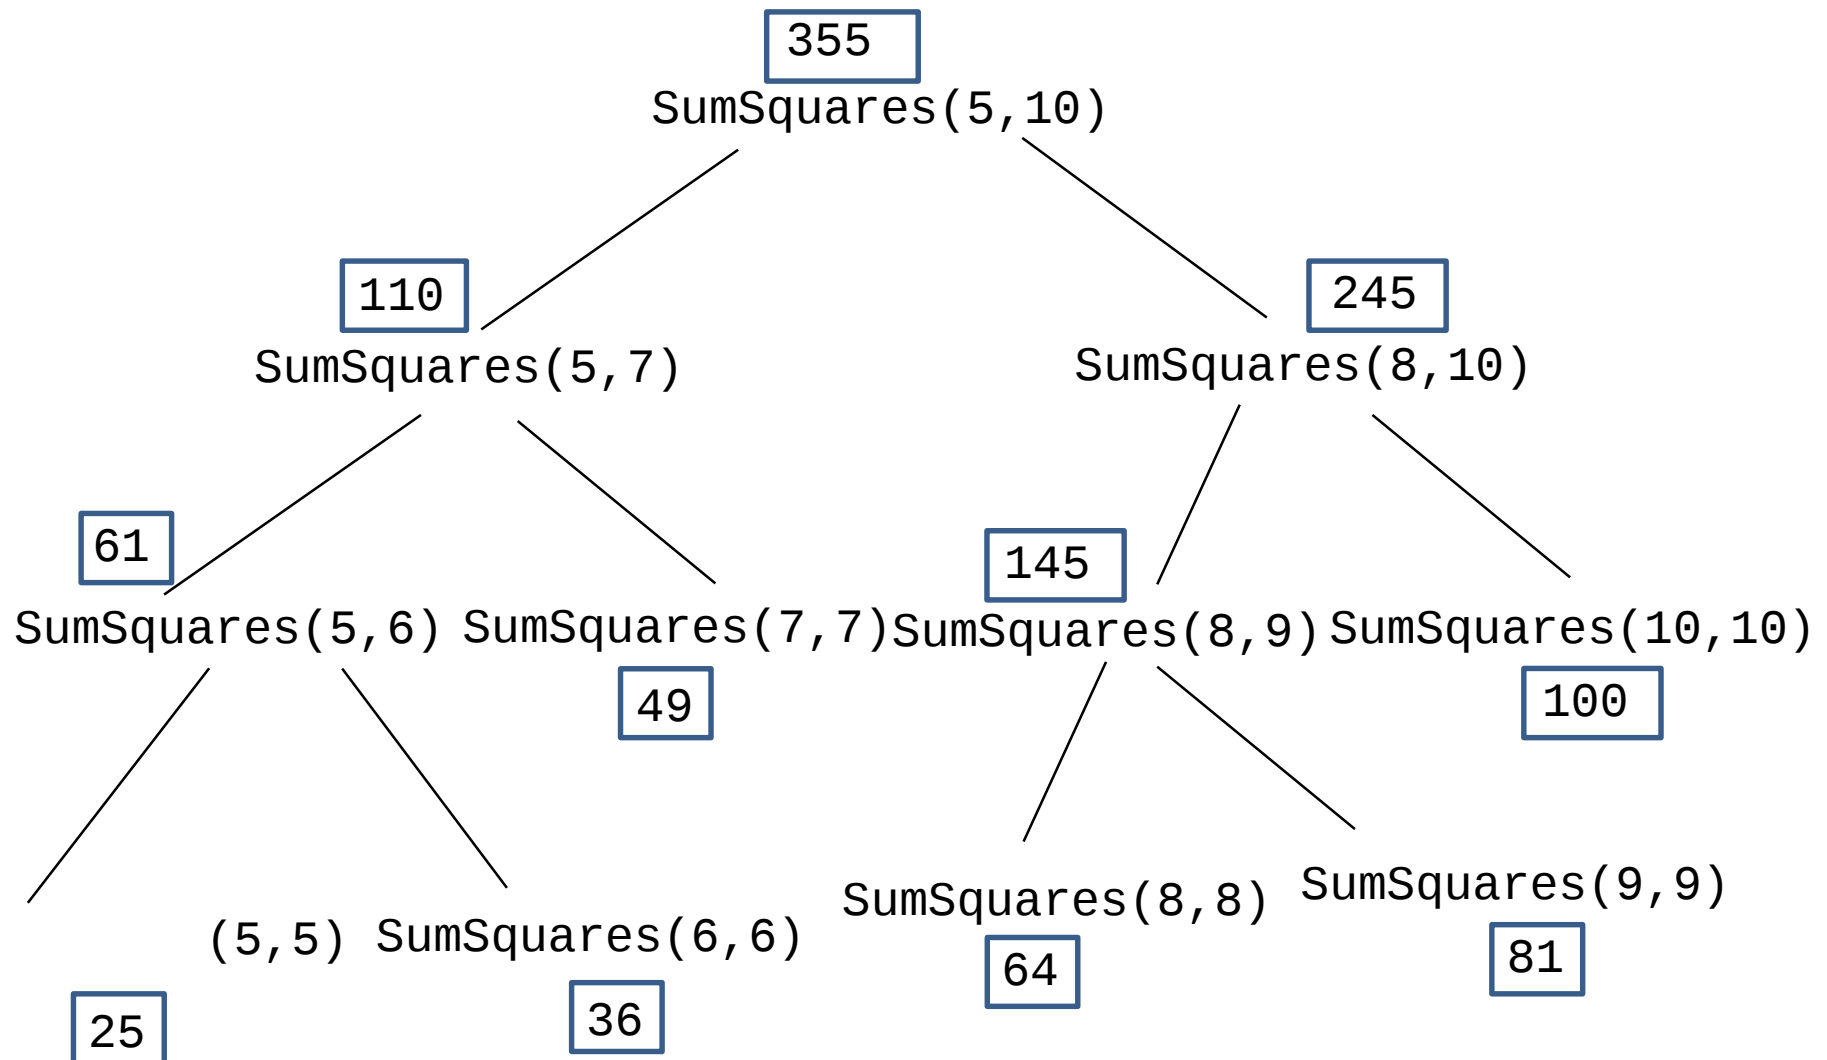 355
SumSquares(5,10)
110
245
SumSquares(5,7)
SumSquares(8,10)
61
145
SumSquares(5,6)
SumSquares(7,7)
SumSquares(8,9)
SumSquares(10,10)
49
100
(5,5)
SumSquares(6,6)
SumSquares(8,8)
SumSquares(9,9)
25
36
64
81